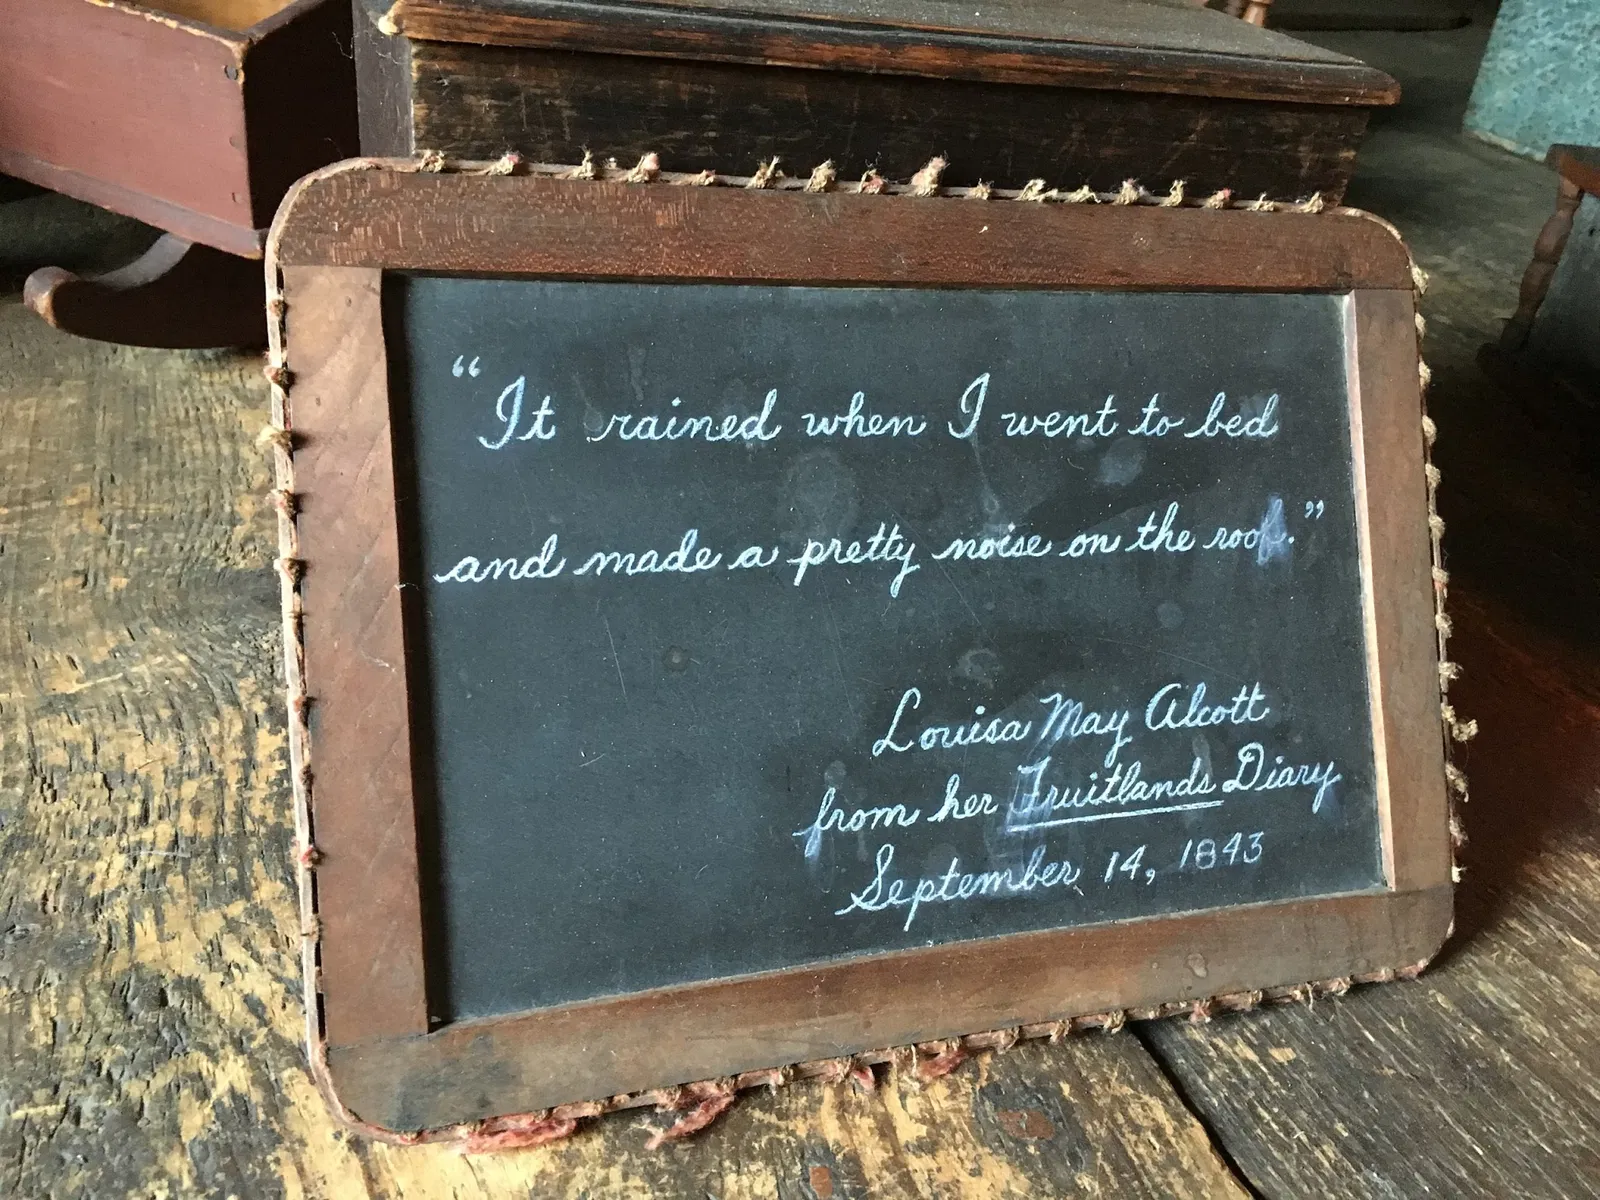 “It rained when I went to bed
and made a pretty noise on the roof.”
Louisa May Alcott
from her Fruitlands Diary
September 14, 1843